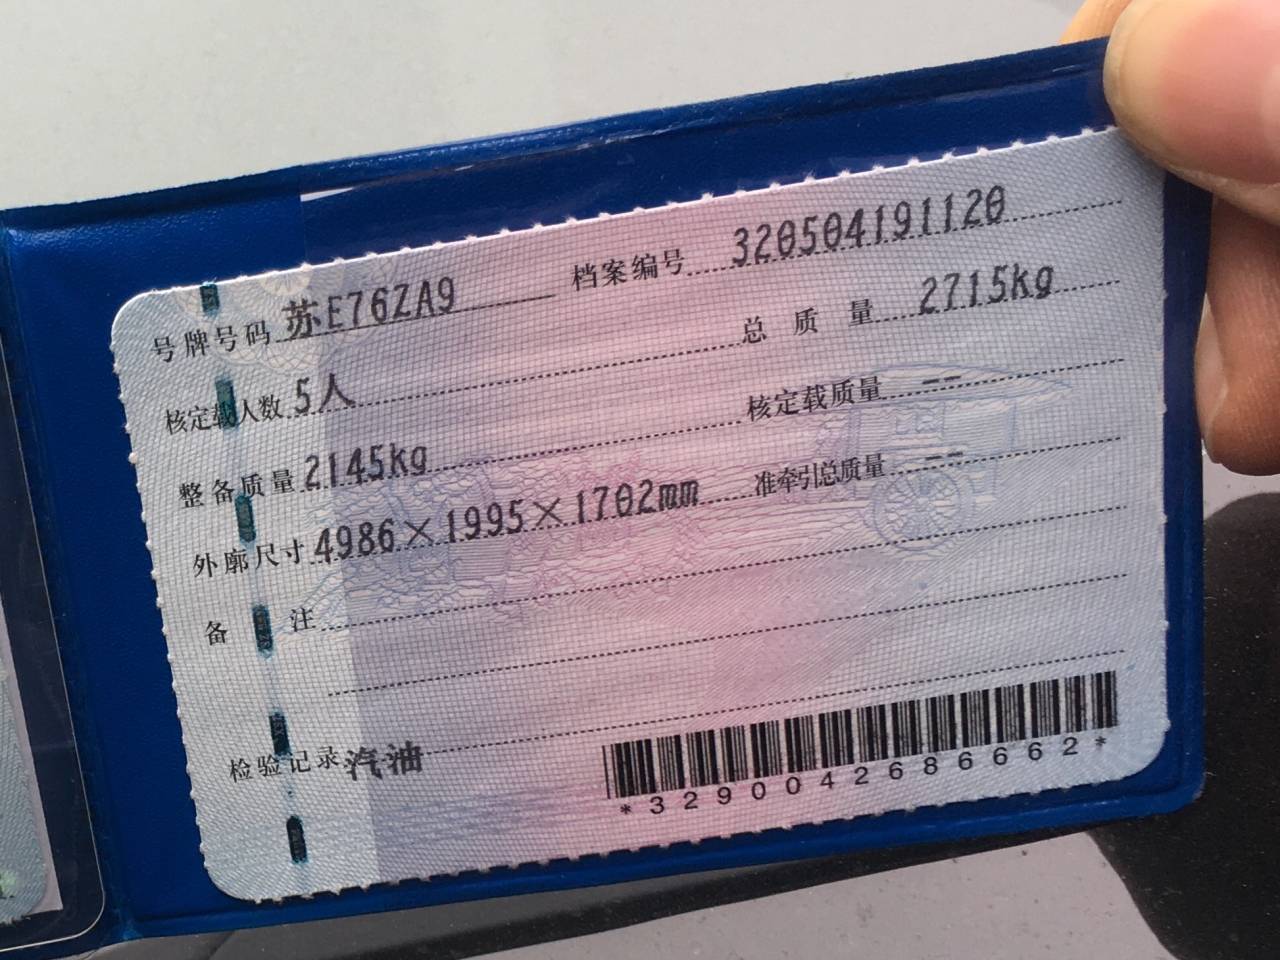 号牌号码 苏E76ZA9 档案编号 320504191120
核定载人数 5人 总质量 2715kg
整备质量 2145kg 核定载质量 --
外廓尺寸 4986×1995×1702mm 准牵引总质量 --
备注
检验记录 汽油
*3290042686662*